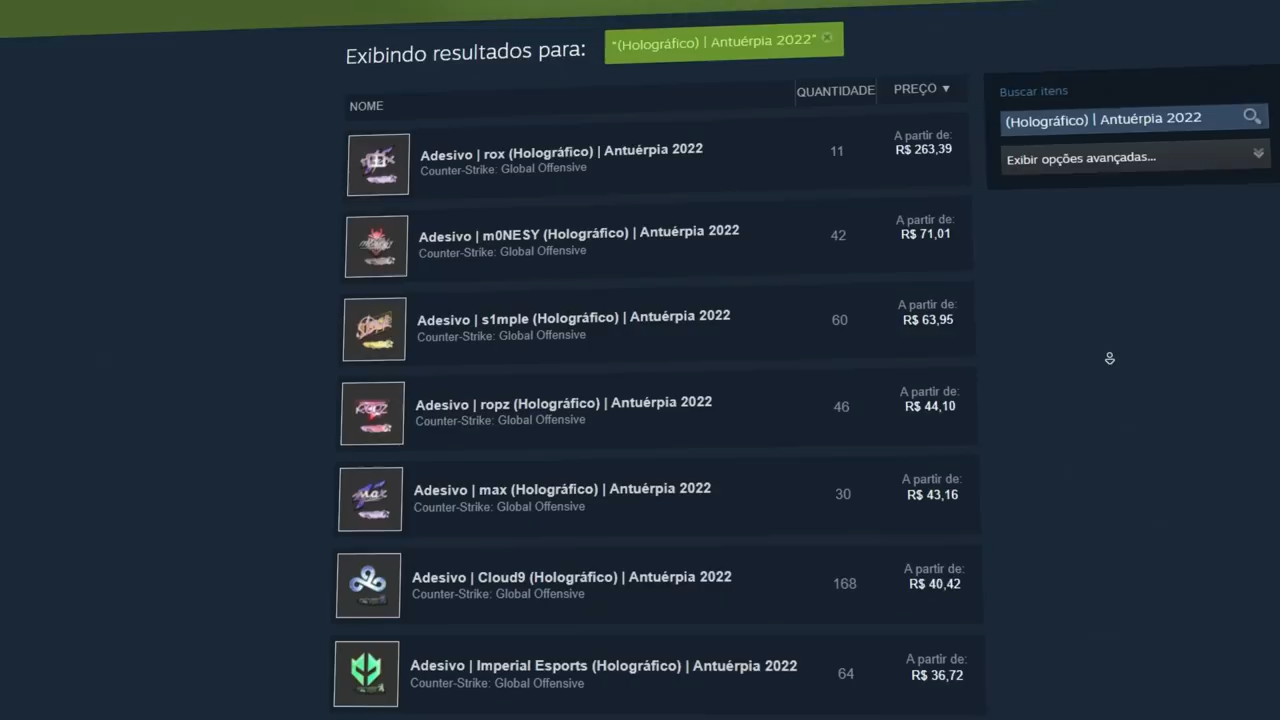 Exibindo resultados para:
"(Holográfico) | Antuérpia 2022"
NOME
QUANTIDADE
PREÇO ▼
Buscar itens
(Holográfico) | Antuérpia 2022
Exibir opções avançadas...
Adesivo | rox (Holográfico) | Antuérpia 2022
Counter-Strike: Global Offensive
11
A partir de:
R$ 263,39
Adesivo | m0NESY (Holográfico) | Antuérpia 2022
Counter-Strike: Global Offensive
42
A partir de:
R$ 71,01
Adesivo | s1mple (Holográfico) | Antuérpia 2022
Counter-Strike: Global Offensive
60
A partir de:
R$ 63,95
Adesivo | ropz (Holográfico) | Antuérpia 2022
Counter-Strike: Global Offensive
46
A partir de:
R$ 44,10
Adesivo | max (Holográfico) | Antuérpia 2022
Counter-Strike: Global Offensive
30
A partir de:
R$ 43,16
Adesivo | Cloud9 (Holográfico) | Antuérpia 2022
Counter-Strike: Global Offensive
168
A partir de:
R$ 40,42
Adesivo | Imperial Esports (Holográfico) | Antuérpia 2022
Counter-Strike: Global Offensive
64
A partir de:
R$ 36,72